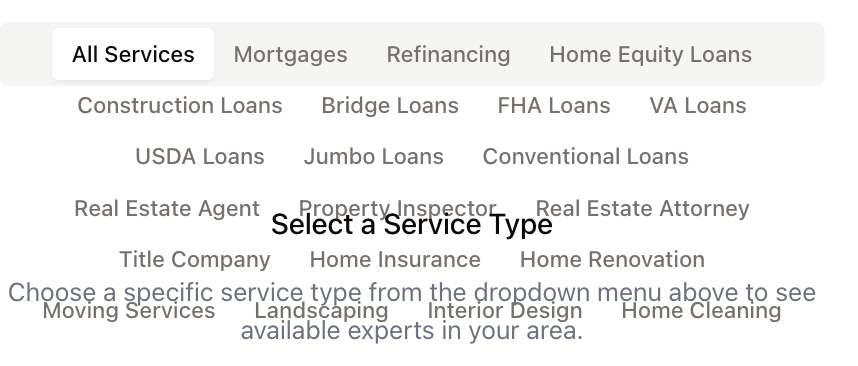 All Services Mortgages Refinancing Home Equity Loans
Construction Loans Bridge Loans FHA Loans VA Loans
USDA Loans Jumbo Loans Conventional Loans
Real Estate Agent Property Inspector Real Estate Attorney
Select a Service Type
Title Company Home Insurance Home Renovation
Choose a specific service type from the dropdown menu above to see
Moving Services Landscaping Interior Design Home Cleaning
available experts in your area.